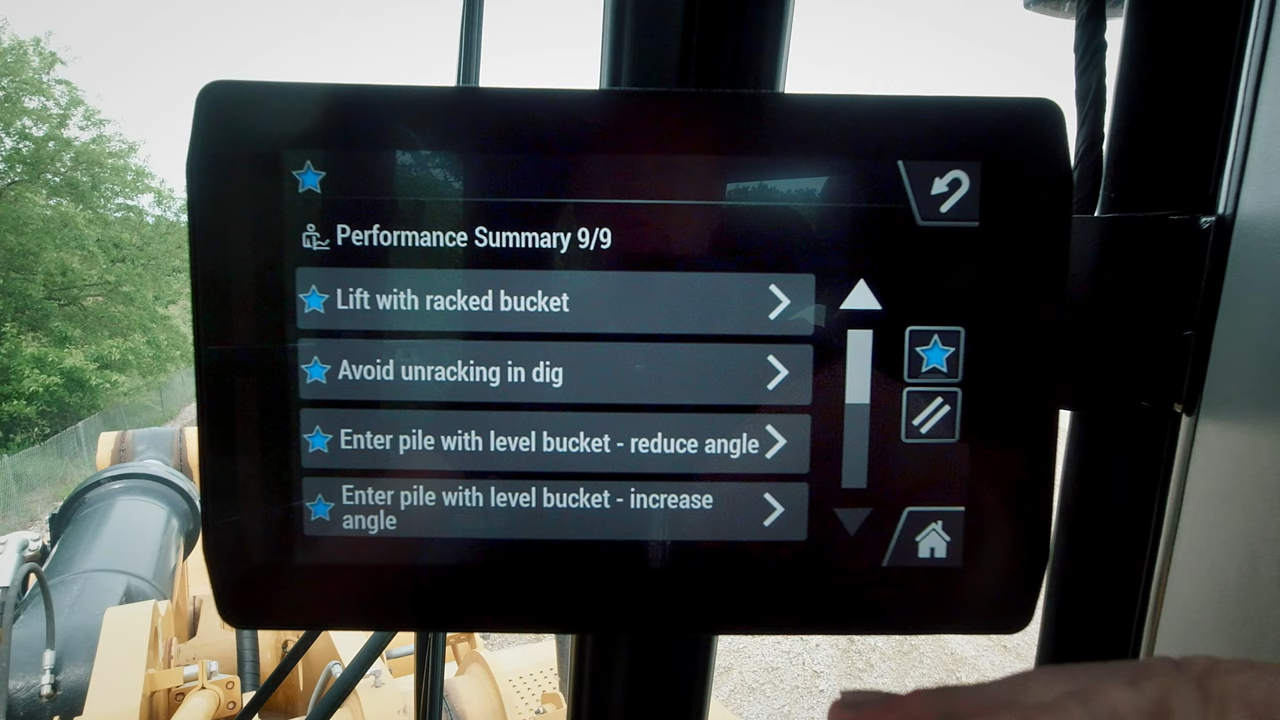 Performance Summary 9/9
Lift with racked bucket
Avoid unracking in dig
Enter pile with level bucket - reduce angle
Enter pile with level bucket - increase
angle